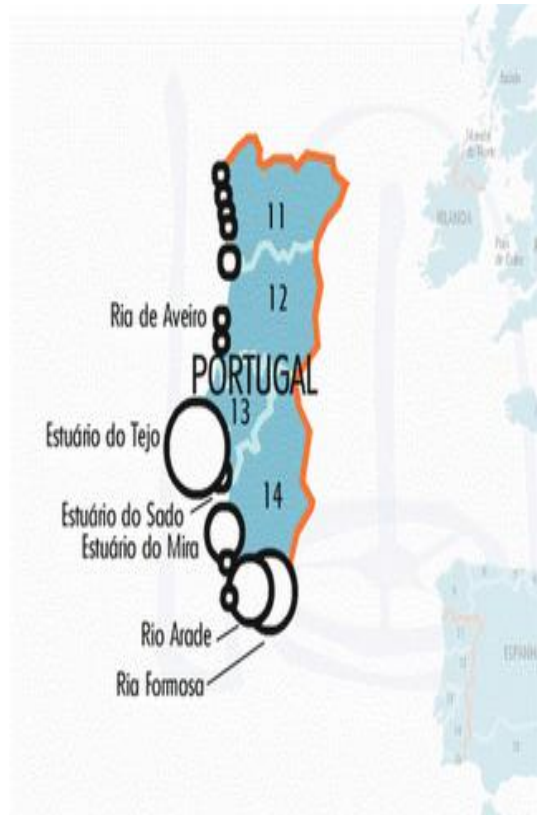 11
12
Ria de Aveiro
PORTUGAL
13
Estuário do Tejo
14
Estuário do Sado
Estuário do Mira
Rio Arade
Ria Formosa
IRLANDA
ESPANHA